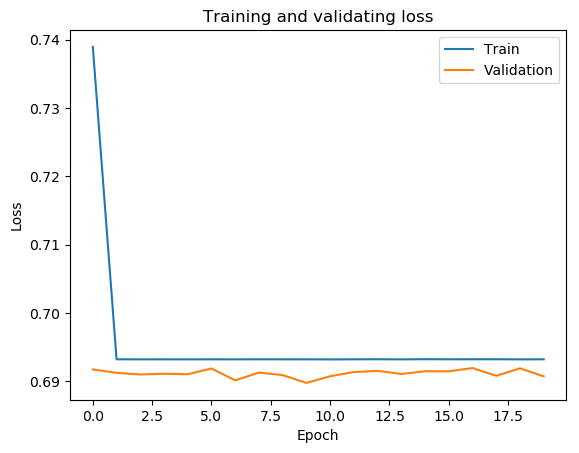 Training and validating loss
Train
Validation
0.74
0.73
0.72
0.71
0.70
0.69
Loss
0.0 2.5 5.0 7.5 10.0 12.5 15.0 17.5
Epoch